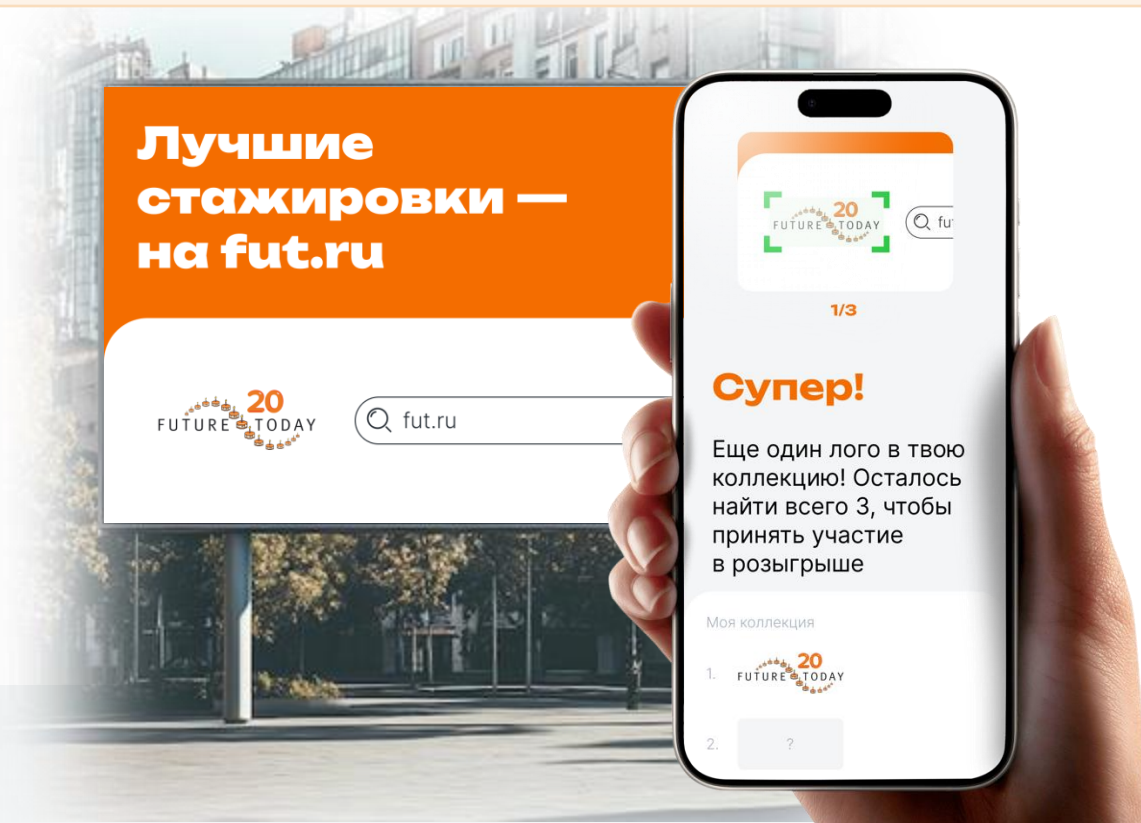 Лучшие
стажировки —
на fut.ru
20
FUTURE TODAY
fut.ru
20
FUTURE TODAY
fu
1/3
Супер!
Еще один лого в твою
коллекцию! Осталось
найти всего 3, чтобы
принять участие
в розыгрыше
Моя коллекция
1.
20
FUTURE TODAY
2.
?